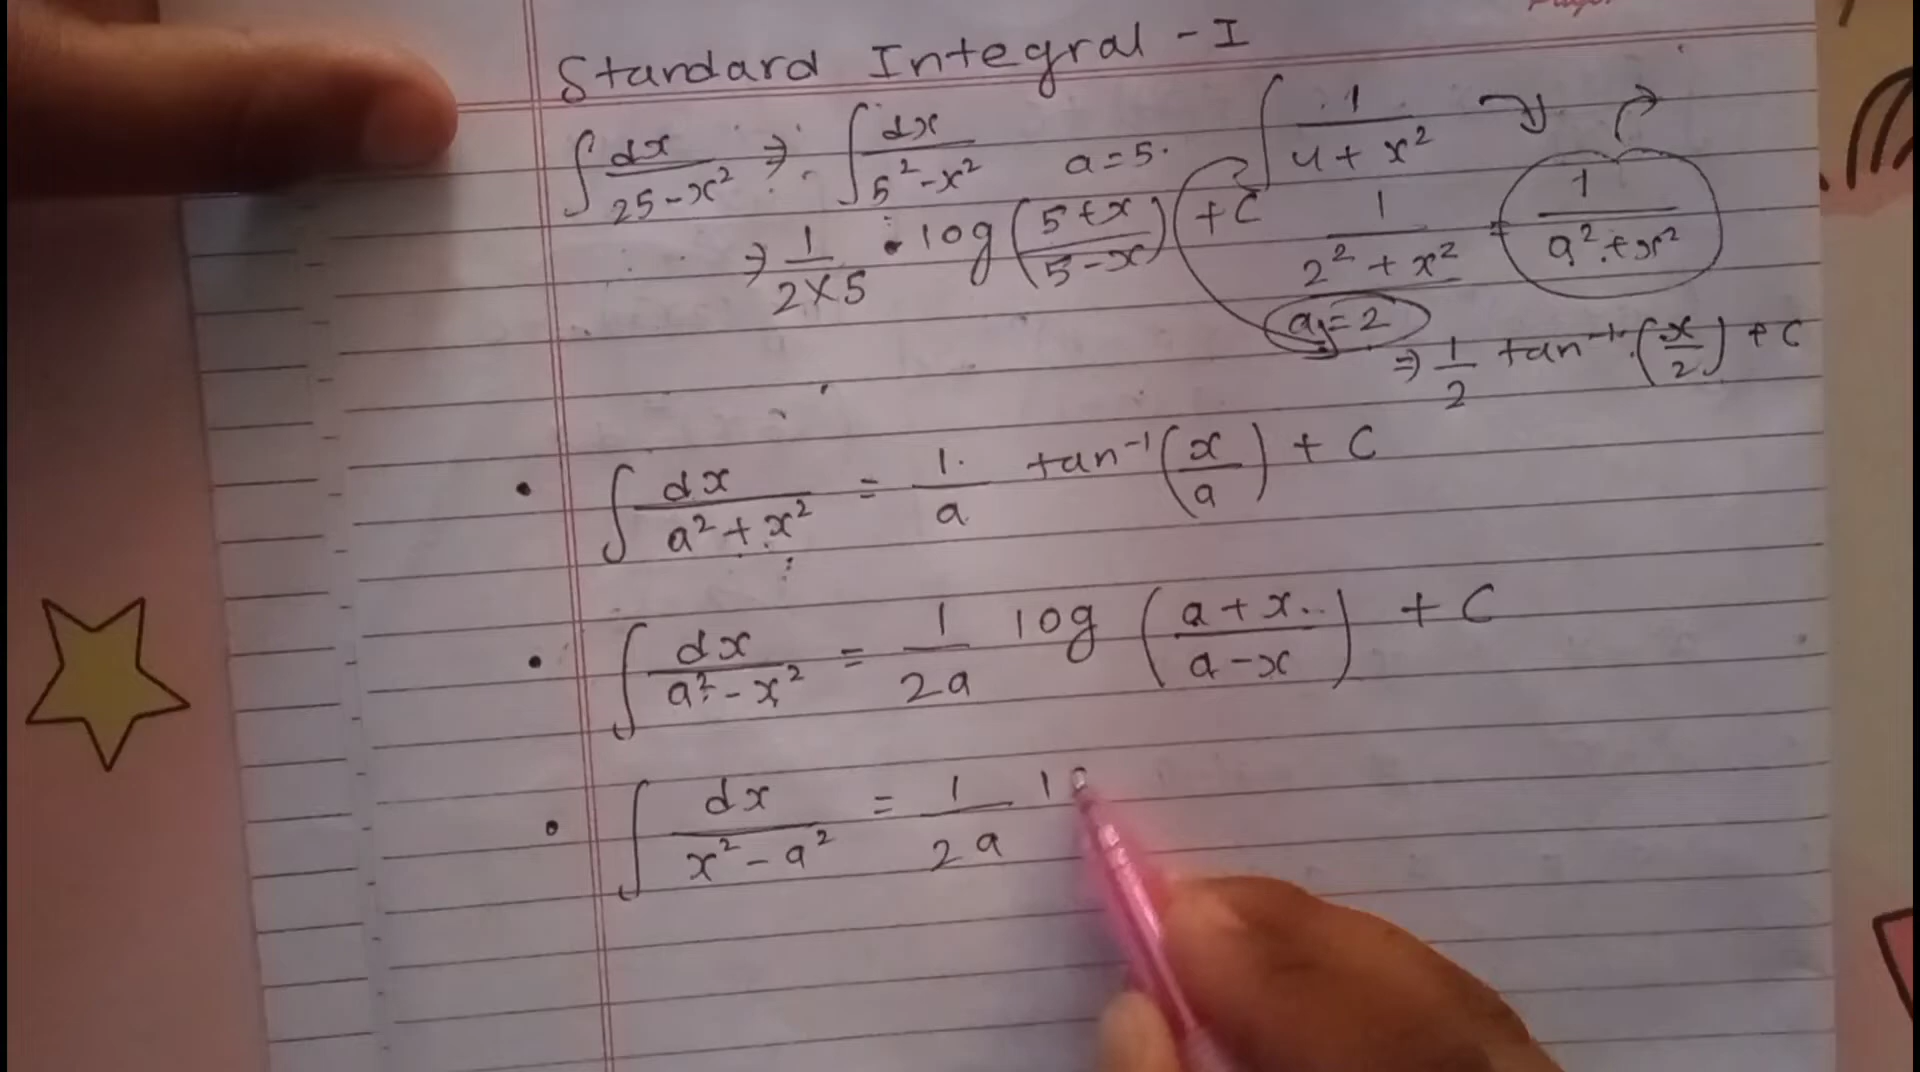 Standard Integral - I
∫ dx/(25-x²) ⇒ ∫ dx/(5²-x²) a=5.
⇒ 1/(2×5) · log((5+x)/(5-x)) + C
∫ 1/(4+x²)
1/(2²+x²) = 1/(a²+x²)
a=2
⇒ 1/2 tan⁻¹(x/2) + C
• ∫ dx/(a²+x²) = 1/a tan⁻¹(x/a) + C
• ∫ dx/(a²-x²) = 1/2a log((a+x)/(a-x)) + C
• ∫ dx/(x²-a²) = 1/2a lo